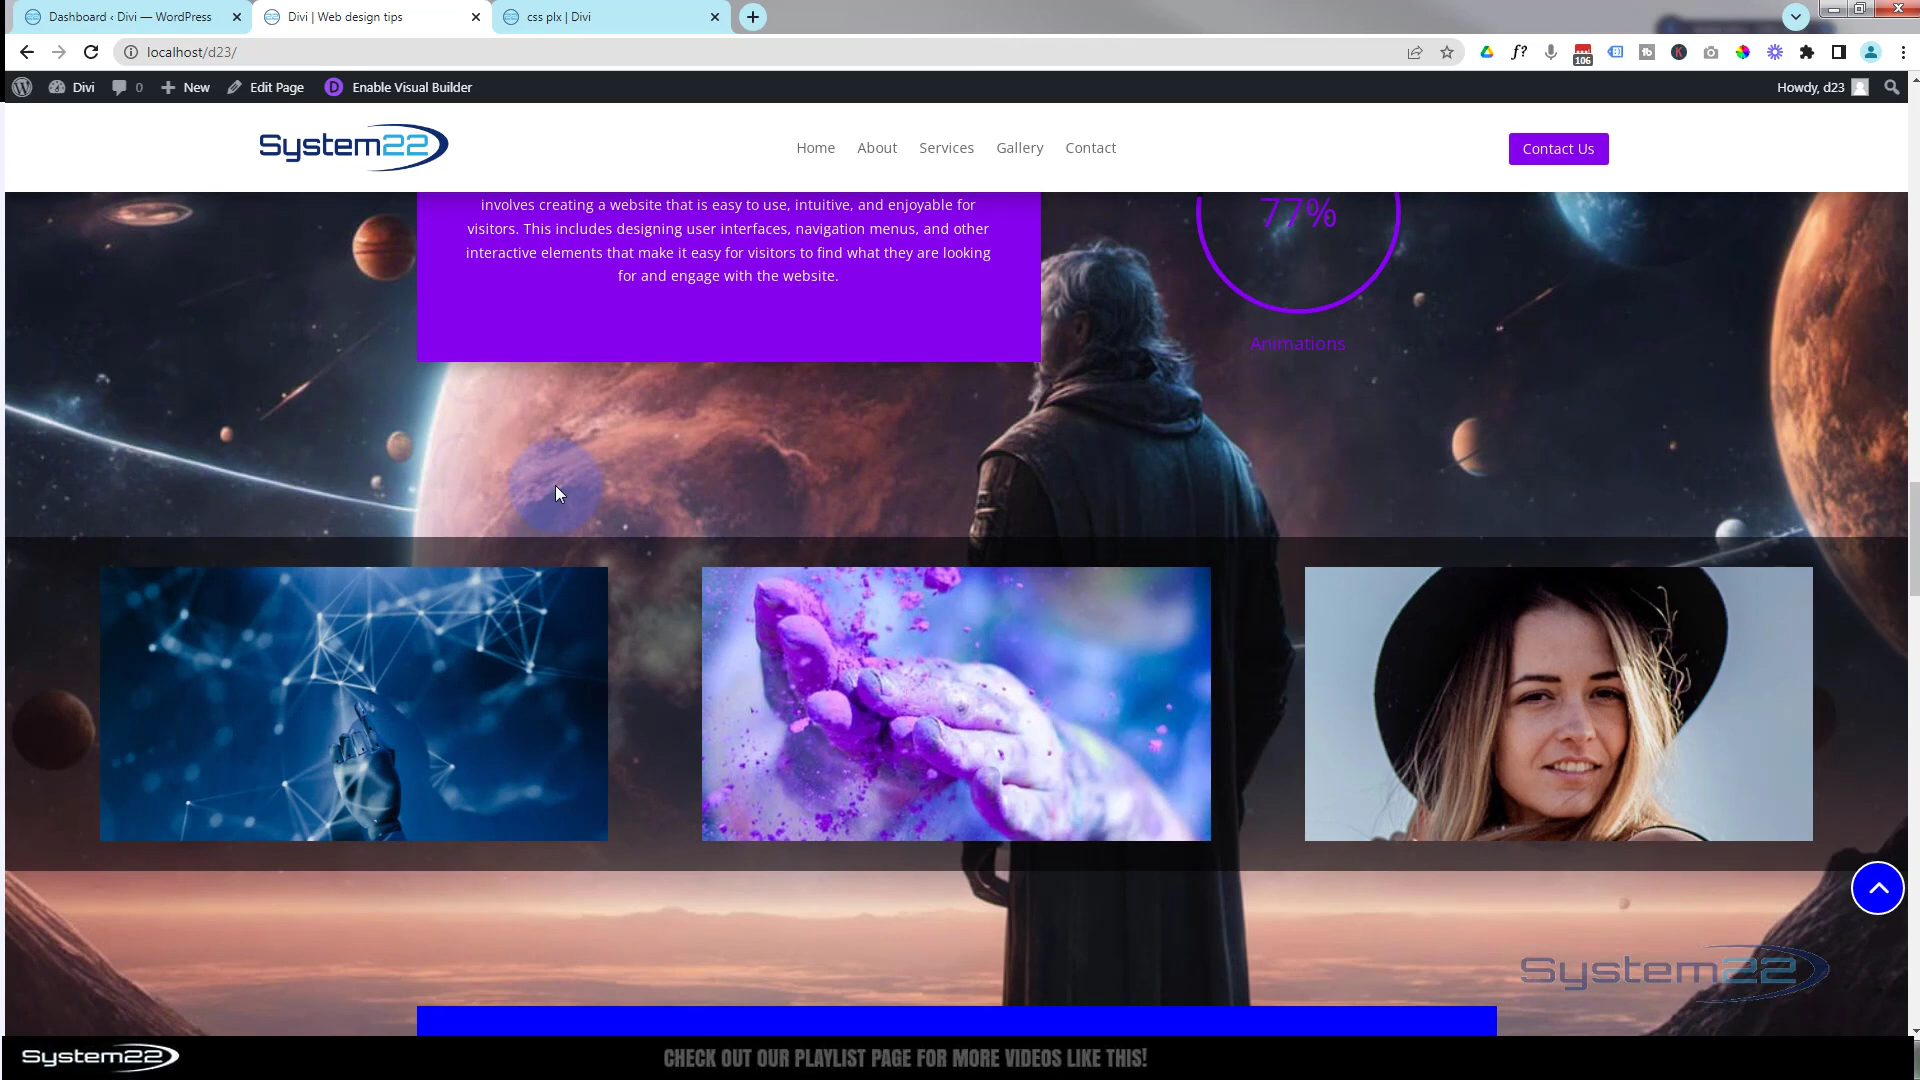 Dashboard ‹ Divi — WordPress
Divi | Web design tips
css plx | Divi
localhost/d23/
f?
106
Divi
0
New
Edit Page
Enable Visual Builder
Howdy, d23
System22
Home
About
Services
Gallery
Contact
Contact Us
involves creating a website that is easy to use, intuitive, and enjoyable for
visitors. This includes designing user interfaces, navigation menus, and other
interactive elements that make it easy for visitors to find what they are looking
for and engage with the website.
77%
Animations
System22
System22
CHECK OUT OUR PLAYLIST PAGE FOR MORE VIDEOS LIKE THIS!